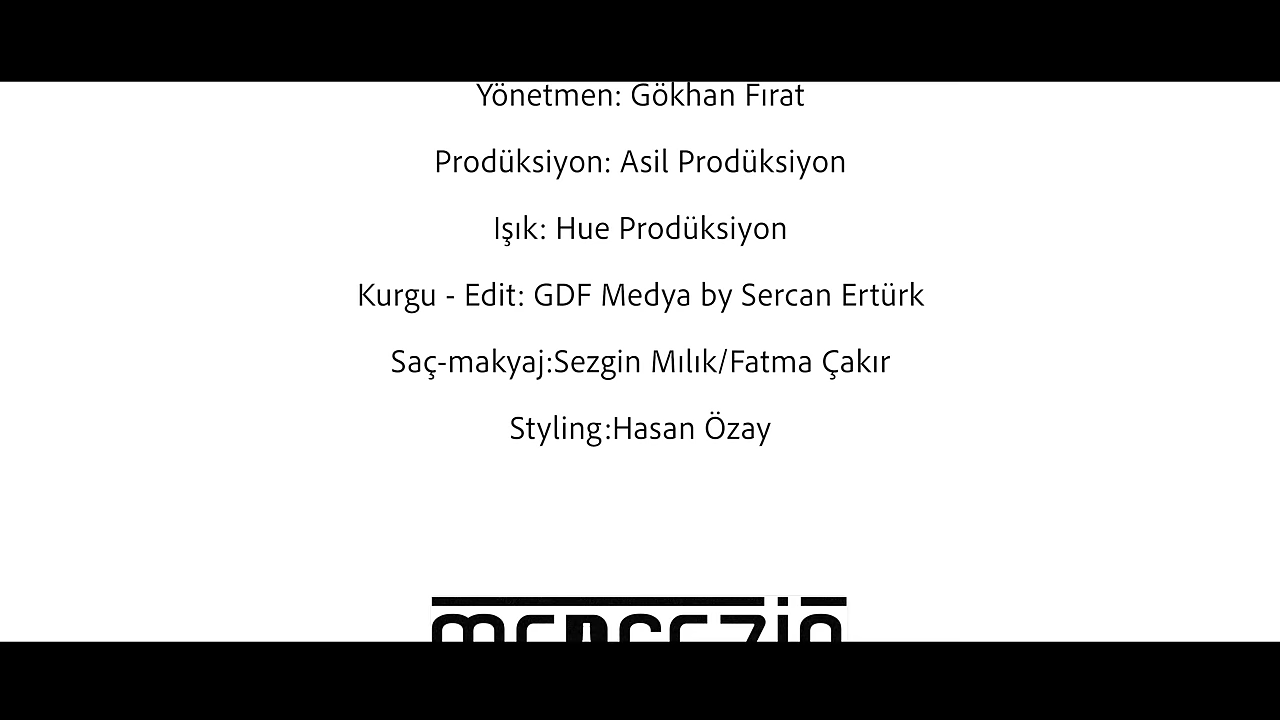 Yönetmen: Gökhan Fırat
Prodüksiyon: Asil Prodüksiyon
Işık: Hue Prodüksiyon
Kurgu - Edit: GDF Medya by Sercan Ertürk
Saç-makyaj:Sezgin Mılık/Fatma Çakır
Styling:Hasan Özay